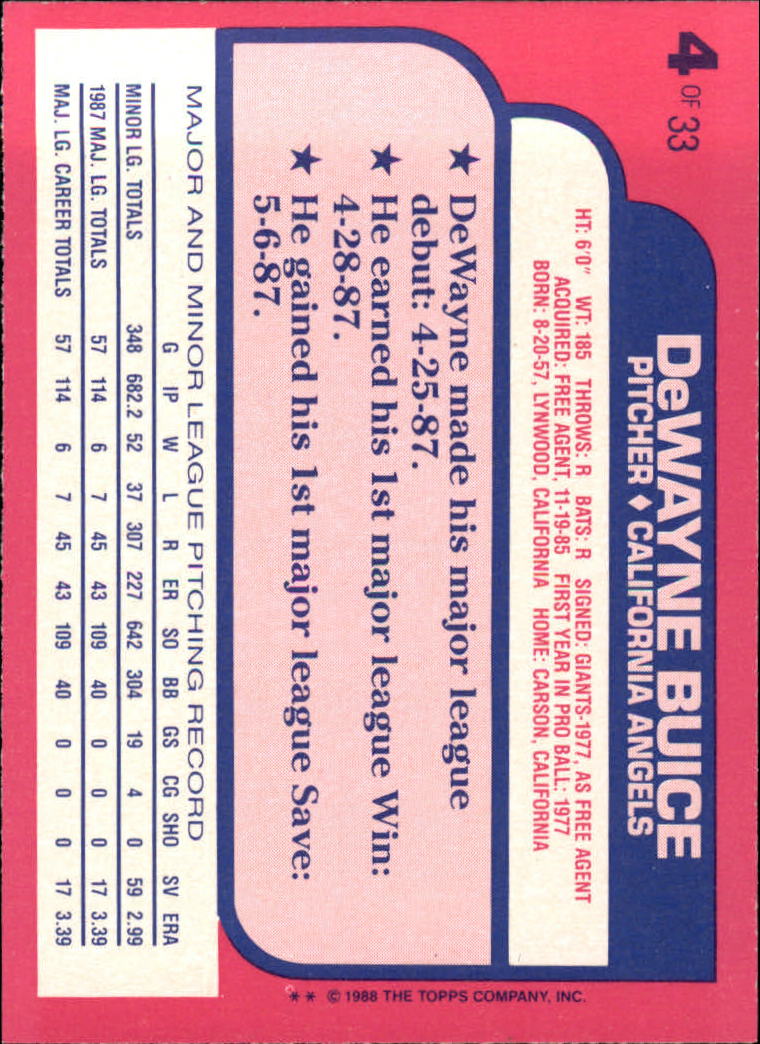 4 OF 33
DeWAYNE BUICE
PITCHER ♦ CALIFORNIA ANGELS
HT: 6'0" WT: 185 THROWS: R BATS: R SIGNED: GIANTS-1977, AS FREE AGENT
ACQUIRED: FREE AGENT, 11-19-85 FIRST YEAR IN PRO BALL: 1977
BORN: 8-20-57, LYNWOOD, CALIFORNIA HOME: CARSON, CALIFORNIA
★ DeWayne made his major league
debut: 4-25-87.
★ He earned his 1st major league Win:
4-28-87.
★ He gained his 1st major league Save:
5-6-87.
MAJOR AND MINOR LEAGUE PITCHING RECORD
G IP W L R ER SO BB GS CG SHO SV ERA
MINOR LG. TOTALS 348 682.2 52 37 307 227 642 304 19 4 0 59 2.99
1987 MAJ. LG. TOTALS 57 114 6 7 45 43 109 40 0 0 0 17 3.39
MAJ. LG. CAREER TOTALS 57 114 6 7 45 43 109 40 0 0 0 17 3.39
** © 1988 THE TOPPS COMPANY, INC.